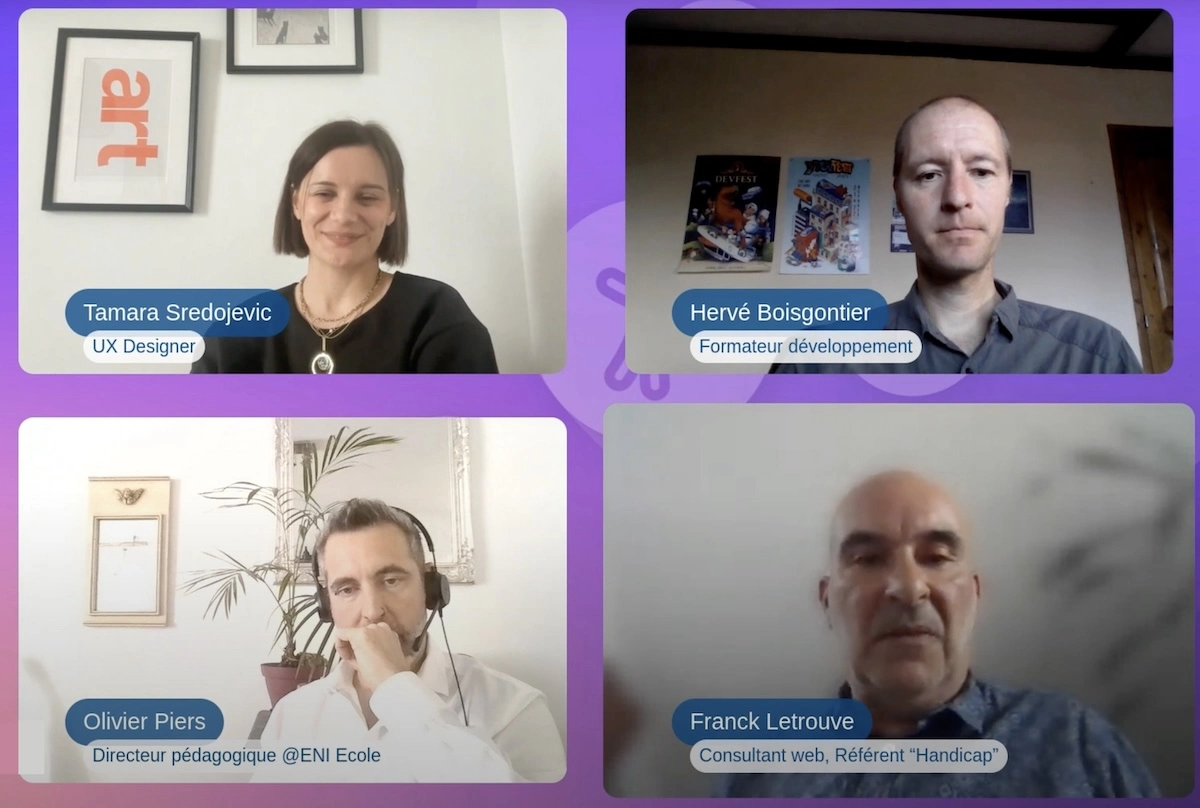 art
Tamara Sredojevic
UX Designer
DEVFEST
Hervé Boisgontier
Formateur développement
Olivier Piers
Directeur pédagogique @ENI Ecole
Franck Letrouve
Consultant web, Référent “Handicap”